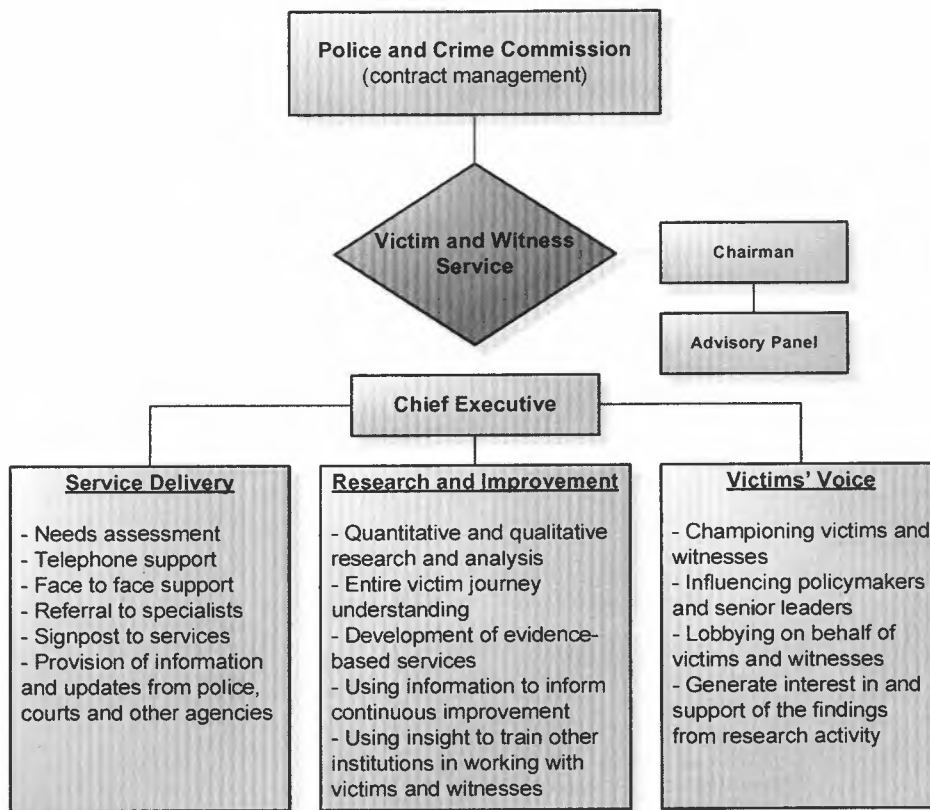 Police and Crime Commission
(contract management)
Victim and Witness
Service
Chairman
Advisory Panel
Chief Executive
Service Delivery
- Needs assessment
- Telephone support
- Face to face support
- Referral to specialists
- Signpost to services
- Provision of information
and updates from police,
courts and other agencies
Research and Improvement
- Quantitative and qualitative
research and analysis
- Entire victim journey
understanding
- Development of evidence-
based services
- Using information to inform
continuous improvement
- Using insight to train other
institutions in working with
victims and witnesses
Victims' Voice
- Championing victims and
witnesses
- Influencing policymakers
and senior leaders
- Lobbying on behalf of
victims and witnesses
- Generate interest in and
support of the findings
from research activity